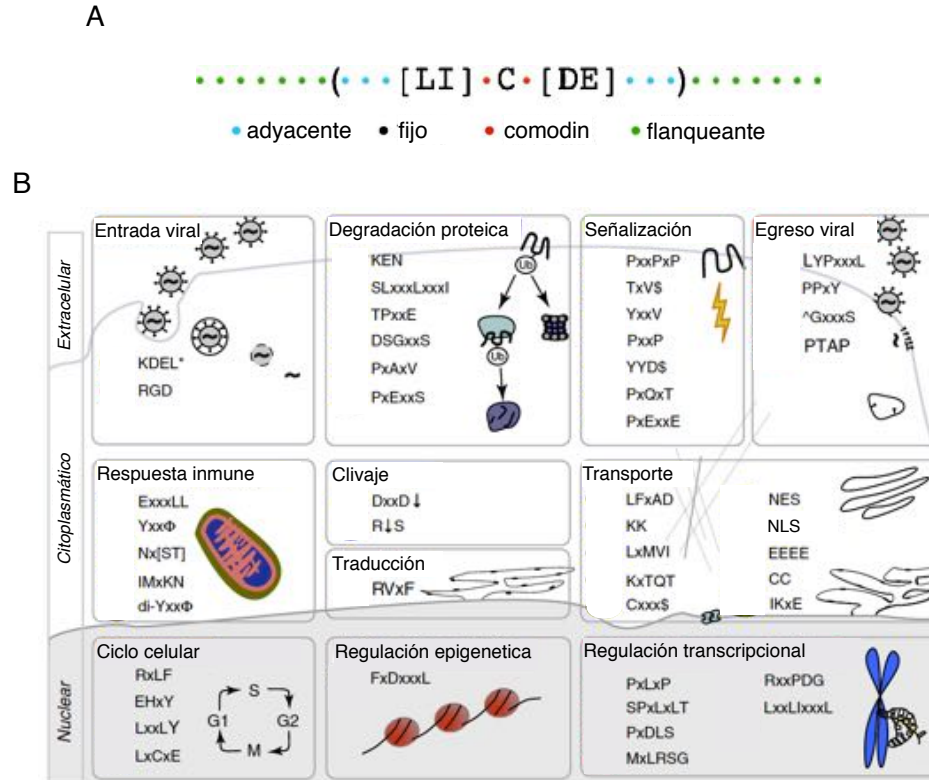 A
(...[LI]·C·[DE]...)
adyacente fijo comodin flanqueante
B
Extracelular
Citoplasmático
Nuclear
Entrada viral
KDEL*
RGD
Degradación proteica
KEN
SLxxxLxxxI
TPxxE
DSGxxS
PxAxV
PxExxS
Ub
Ub
Señalización
PxxPxP
TxV$
YxxV
PxxP
YYD$
PxQxT
PxExxE
Egreso viral
LYPxxxL
PPxY
^GxxxS
PTAP
Respuesta inmune
ExxxLL
YxxΦ
Nx[ST]
IMxKN
di-YxxΦ
Clivaje
DxxD↓
R↓S
Traducción
RVxF
Transporte
LFxAD
KK
LxMVI
KxTQT
Cxxx$
NES
NLS
EEEE
CC
IKxE
Ciclo celular
RxLF
EHxY
LxxLY
LxCxE
S
G1 G2
M
Regulación epigenetica
FxDxxxL
Regulación transcripcional
PxLxP
SPxLxLT
PxDLS
MxLRSG
RxxPDG
LxxLIxxxL